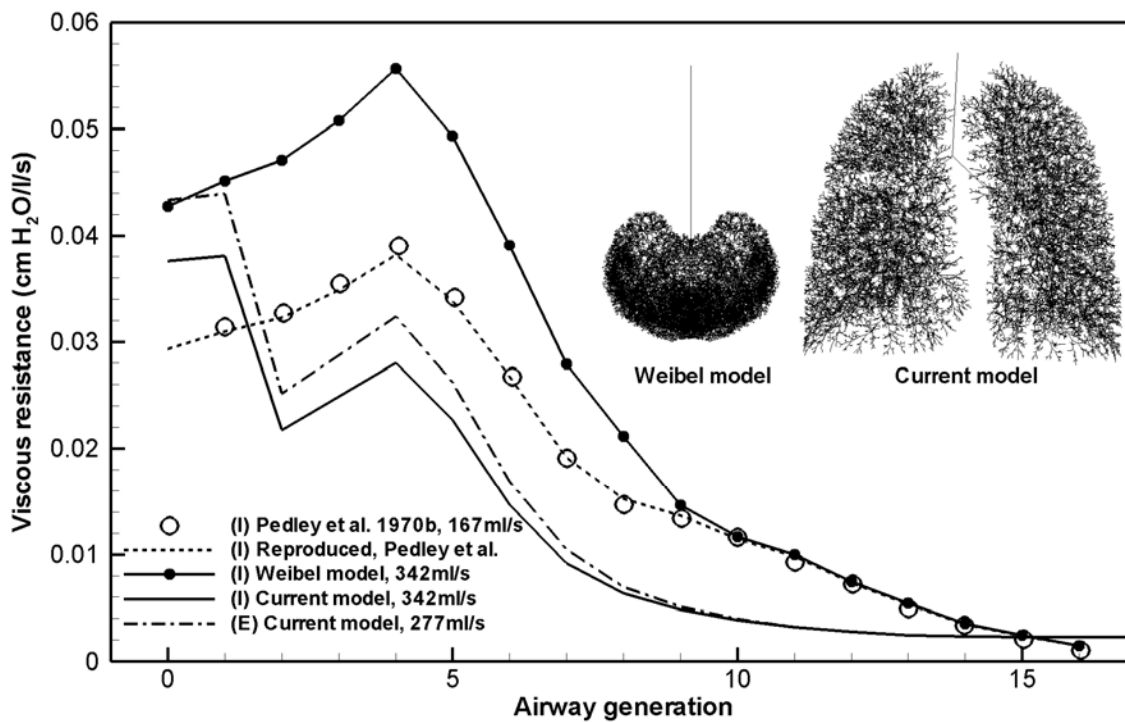 0.06
0.05
0.04
0.03
0.02
0.01
0
Viscous resistance (cm H₂O/l/s)
Weibel model
Current model
(I) Pedley et al. 1970b, 167ml/s
(I) Reproduced, Pedley et al.
(I) Weibel model, 342ml/s
(I) Current model, 342ml/s
(E) Current model, 277ml/s
0 5 10 15
Airway generation